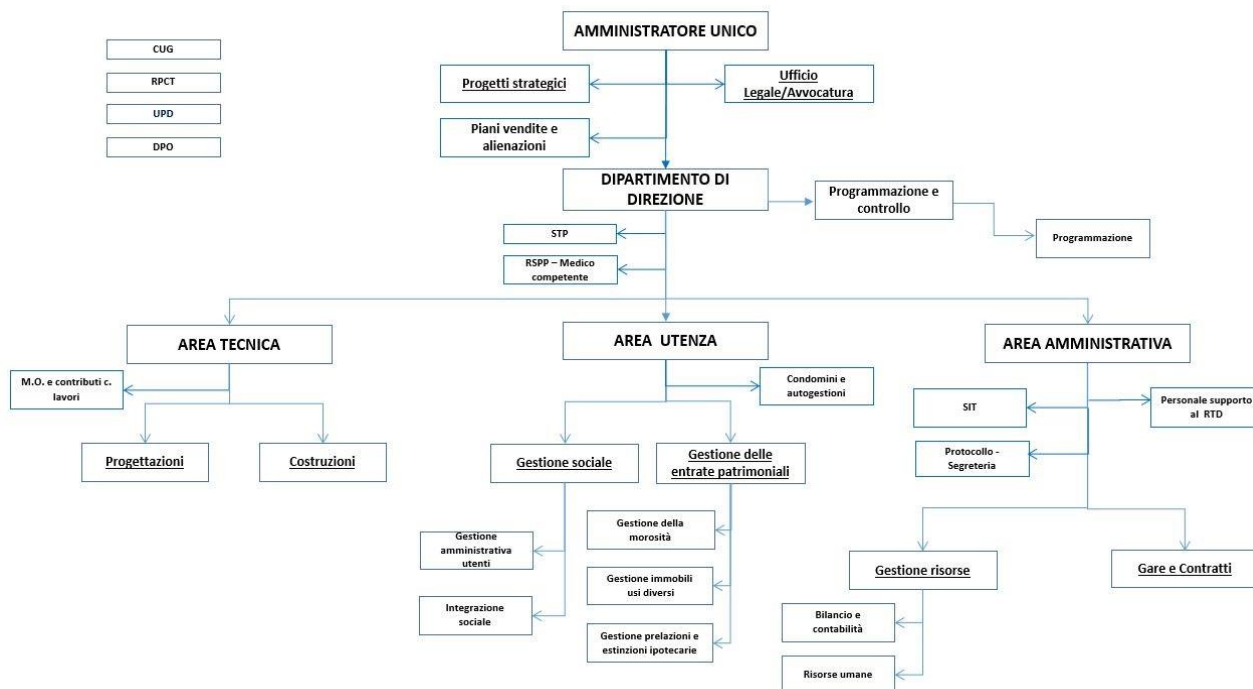 AMMINISTRATORE UNICO
CUG
RPCT
UPD
DPO
Progetti strategici
Ufficio
Legale/Avvocatura
Piani vendite e
alienazioni
DIPARTIMENTO DI
DIREZIONE
Programmazione e
controllo
Programmazione
STP
RSPP – Medico
competente
AREA TECNICA
AREA UTENZA
AREA AMMINISTRATIVA
M.O. e contributi c.
lavori
Condomini e
autogestioni
SIT
Personale supporto
al RTD
Protocollo -
Segreteria
Progettazioni
Costruzioni
Gestione sociale
Gestione delle
entrate patrimoniali
Gestione
amministrativa
utenti
Integrazione
sociale
Gestione della
morosità
Gestione immobili
usi diversi
Gestione prelazioni e
estinzioni ipotecarie
Gestione risorse
Gare e Contratti
Bilancio e
contabilità
Risorse umane